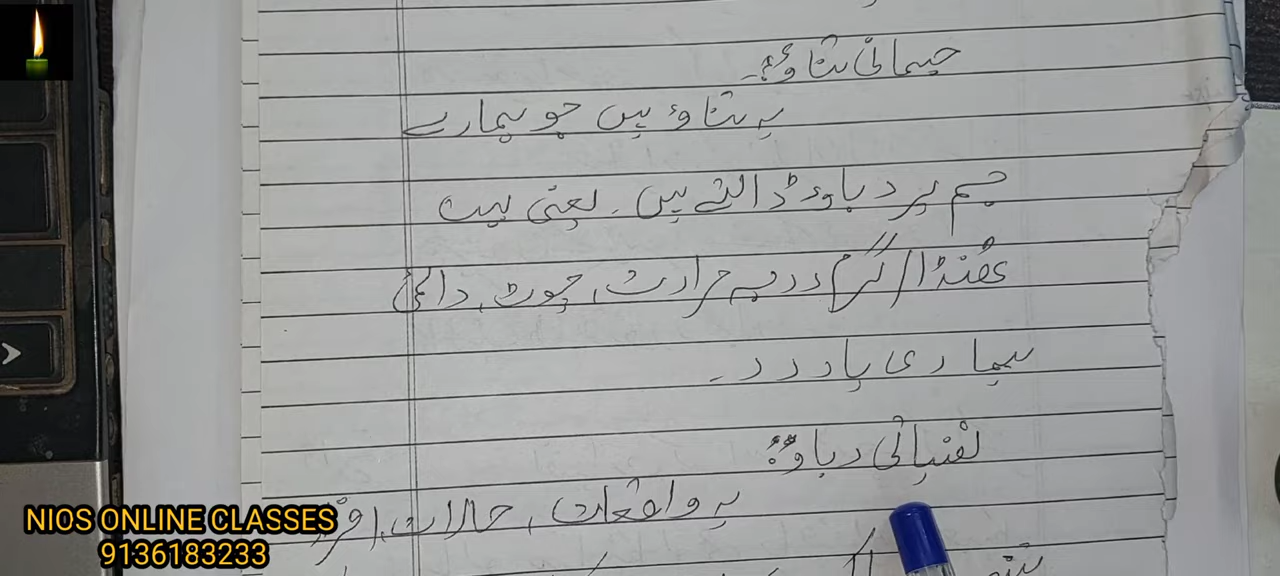 جسمانی تناؤ:۔
یہ تناؤ ہیں جو ہمارے
جسم پر دباؤ ڈالتے ہیں۔ یعنی بہت
ٹھنڈا/گرم درجہ حرارت، چوٹ، دائمی
بیماری یا درد۔
نفسیاتی دباؤ:
یہ واقعات، حالات، افراد
NIOS ONLINE CLASSES
9136183233